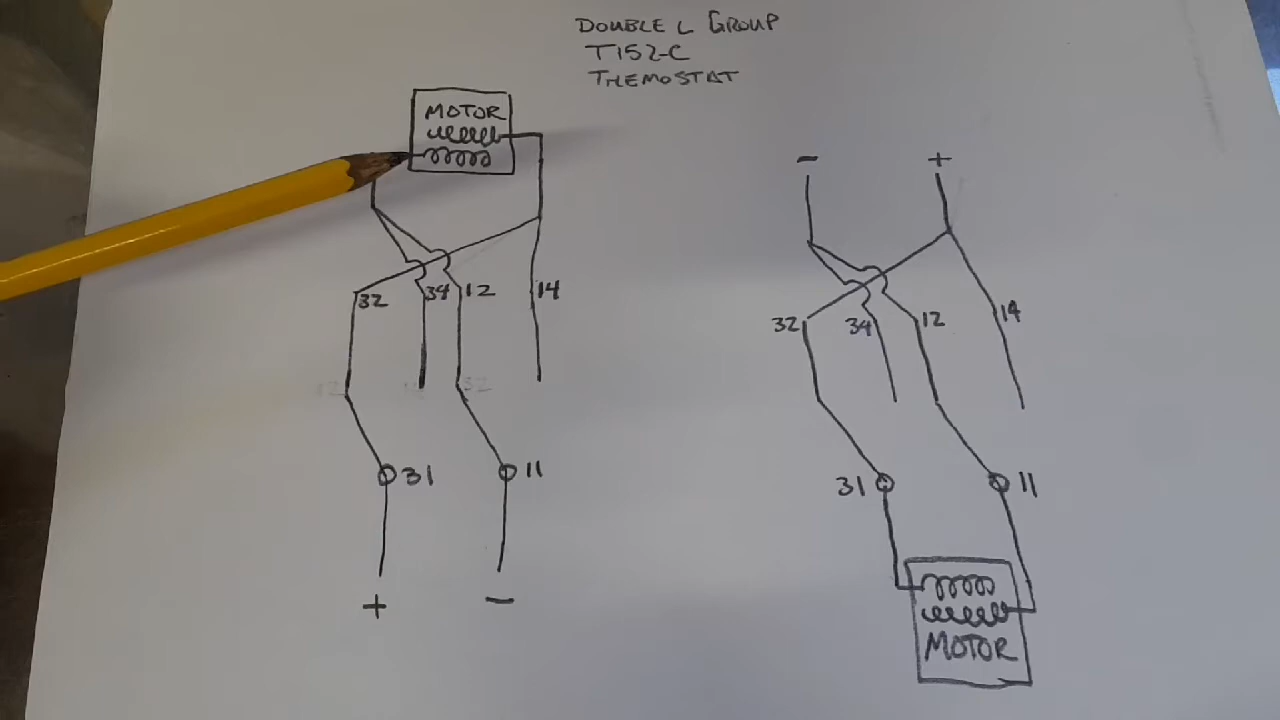 DOUBLE L GROUP
T152-C
THEMOSTAT
MOTOR
- +
32 34 12 14
32 34 12 14
31 11
31 11
+ -
MOTOR